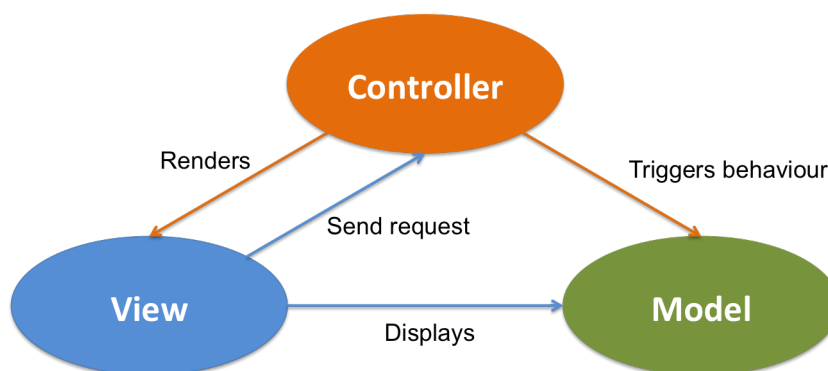 Controller
Renders
Triggers behaviour
Send request
View
Model
Displays